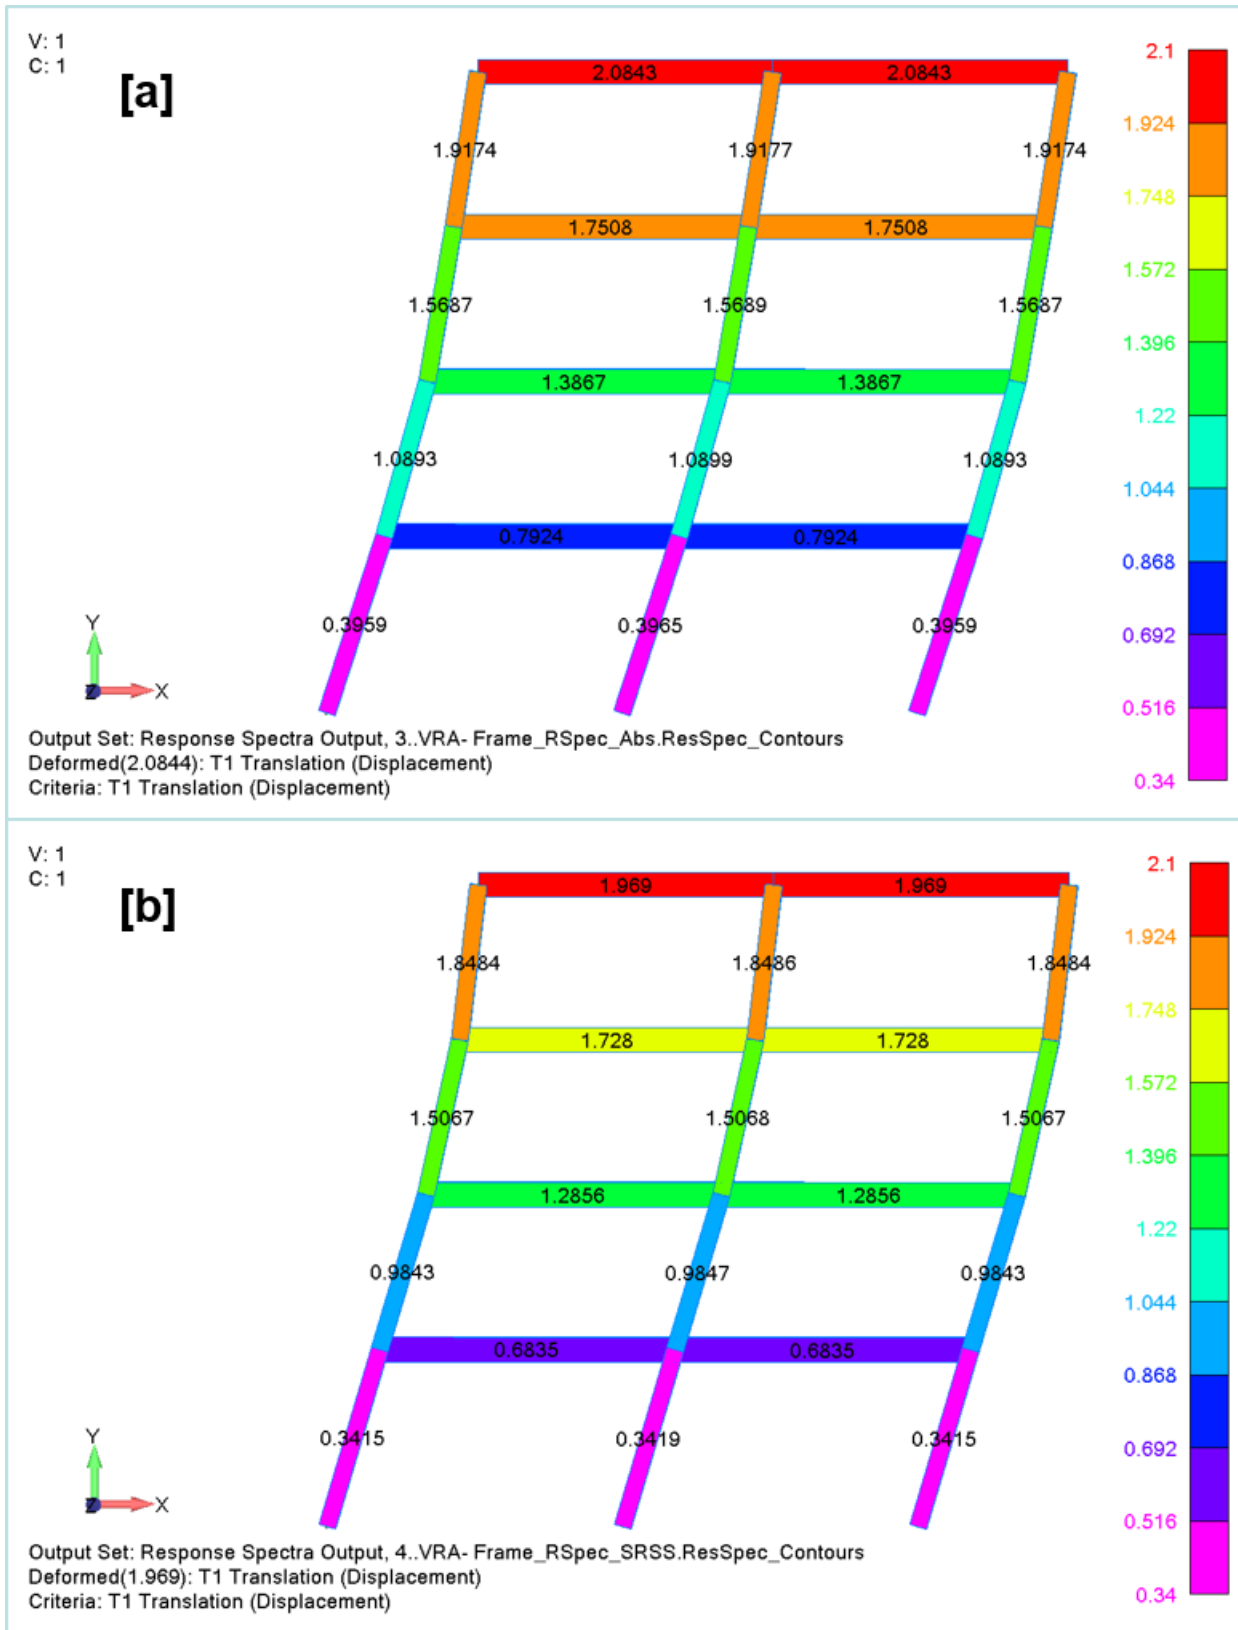 V: 1
C: 1
[a]
2.0843 2.0843
1.9174 1.9177 1.9174
1.7508 1.7508
1.5687 1.5689 1.5687
1.3867 1.3867
1.0893 1.0899 1.0893
0.7924 0.7924
0.3959 0.3965 0.3959
2.1
1.924
1.748
1.572
1.396
1.22
1.044
0.868
0.692
0.516
0.34
Y
Z X
Output Set: Response Spectra Output, 3..VRA- Frame_RSpec_Abs.ResSpec_Contours
Deformed(2.0844): T1 Translation (Displacement)
Criteria: T1 Translation (Displacement)
V: 1
C: 1
[b]
1.969 1.969
1.8484 1.8486 1.8484
1.728 1.728
1.5067 1.5068 1.5067
1.2856 1.2856
0.9843 0.9847 0.9843
0.6835 0.6835
0.3415 0.3419 0.3415
2.1
1.924
1.748
1.572
1.396
1.22
1.044
0.868
0.692
0.516
0.34
Y
Z X
Output Set: Response Spectra Output, 4..VRA- Frame_RSpec_SRSS.ResSpec_Contours
Deformed(1.969): T1 Translation (Displacement)
Criteria: T1 Translation (Displacement)